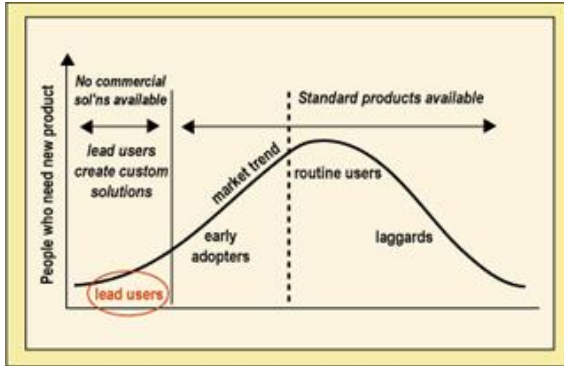 People who need new product
No commercial
sol'ns available
Standard products available
lead users
create custom
solutions
market trend
routine users
early
adopters
laggards
lead users